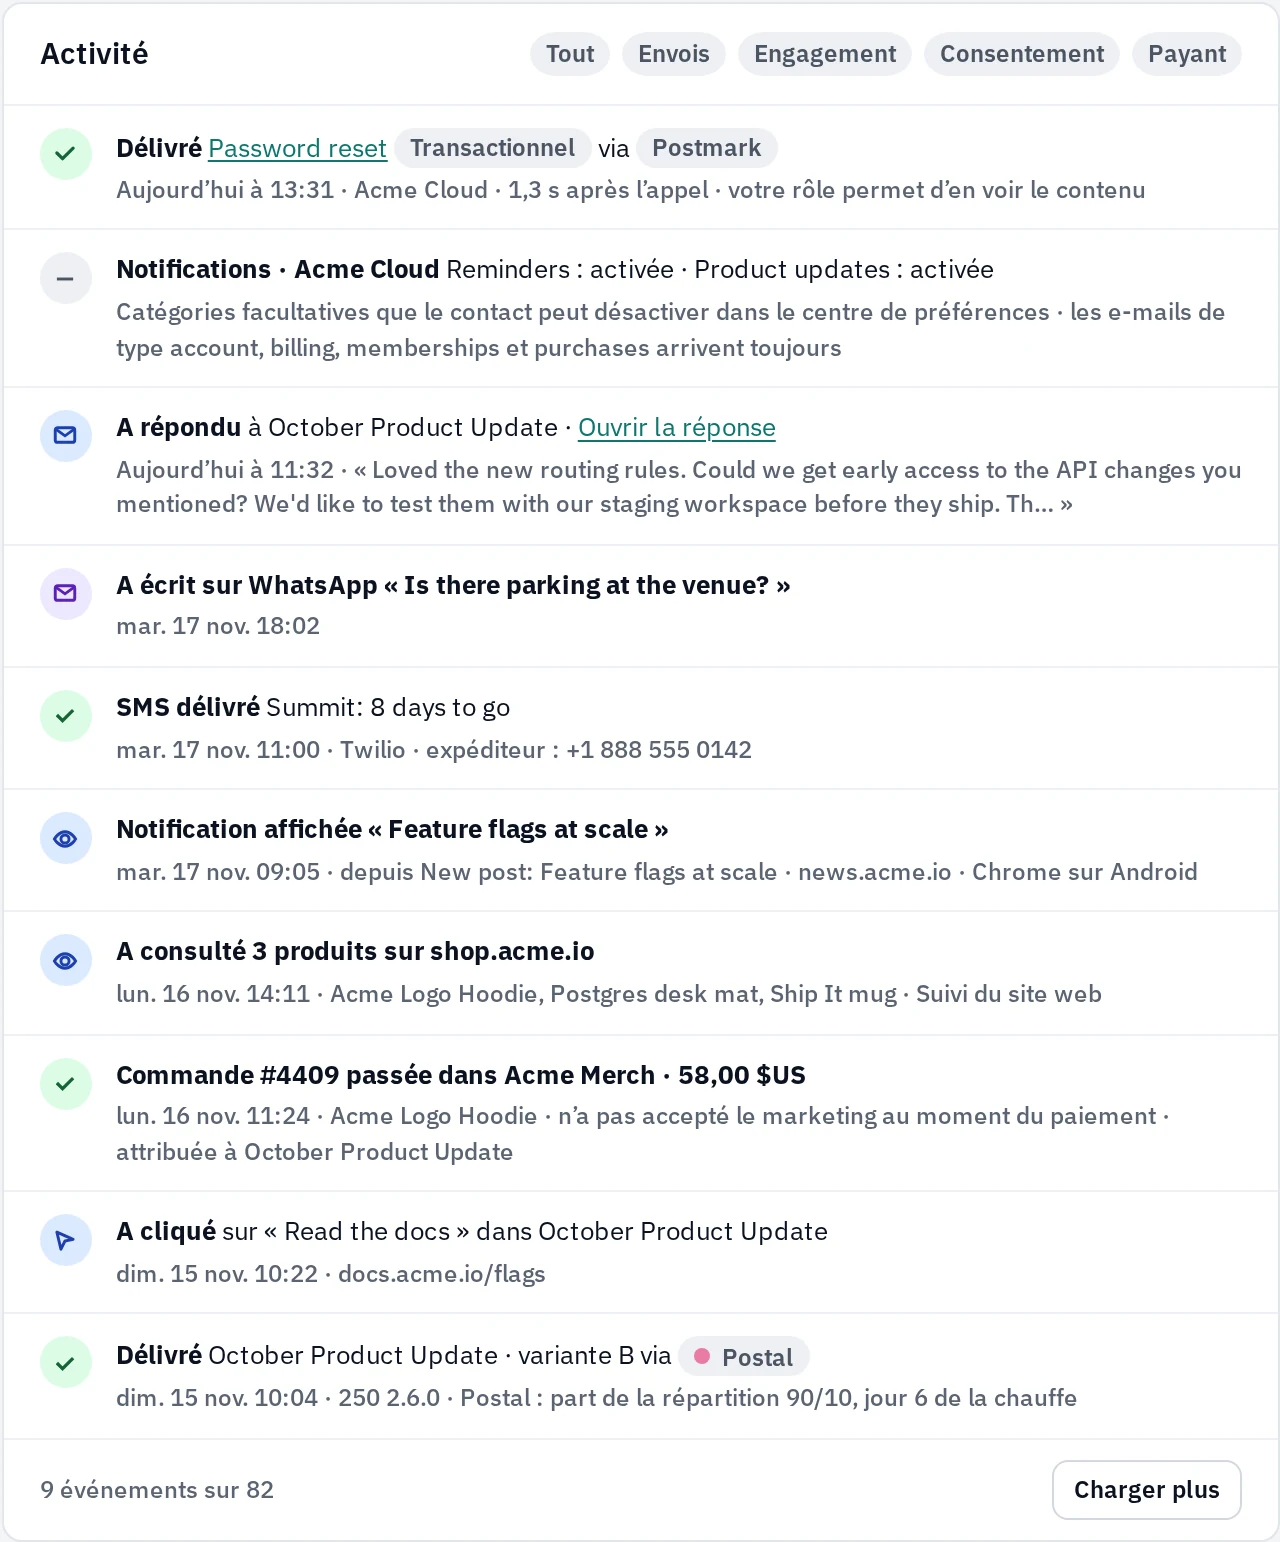 Activité
Tout Envois Engagement Consentement Payant
Délivré Password reset Transactionnel via Postmark
Aujourd’hui à 13:31 · Acme Cloud · 1,3 s après l’appel · votre rôle permet d’en voir le contenu
Notifications · Acme Cloud Reminders : activée · Product updates : activée
Catégories facultatives que le contact peut désactiver dans le centre de préférences · les e-mails de
type account, billing, memberships et purchases arrivent toujours
A répondu à October Product Update · Ouvrir la réponse
Aujourd’hui à 11:32 · « Loved the new routing rules. Could we get early access to the API changes you
mentioned? We'd like to test them with our staging workspace before they ship. Th… »
A écrit sur WhatsApp « Is there parking at the venue? »
mar. 17 nov. 18:02
SMS délivré Summit: 8 days to go
mar. 17 nov. 11:00 · Twilio · expéditeur : +1 888 555 0142
Notification affichée « Feature flags at scale »
mar. 17 nov. 09:05 · depuis New post: Feature flags at scale · news.acme.io · Chrome sur Android
A consulté 3 produits sur shop.acme.io
lun. 16 nov. 14:11 · Acme Logo Hoodie, Postgres desk mat, Ship It mug · Suivi du site web
Commande #4409 passée dans Acme Merch · 58,00 $US
lun. 16 nov. 11:24 · Acme Logo Hoodie · n’a pas accepté le marketing au moment du paiement ·
attribuée à October Product Update
A cliqué sur « Read the docs » dans October Product Update
dim. 15 nov. 10:22 · docs.acme.io/flags
Délivré October Product Update · variante B via Postal
dim. 15 nov. 10:04 · 250 2.6.0 · Postal : part de la répartition 90/10, jour 6 de la chauffe
9 événements sur 82
Charger plus